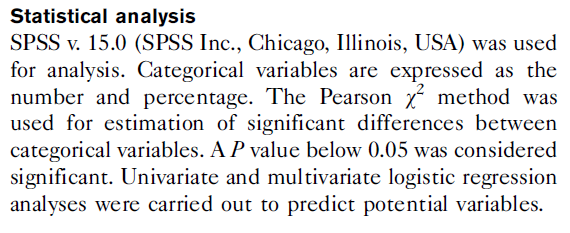 Statistical analysis
SPSS v. 15.0 (SPSS Inc., Chicago, Illinois, USA) was used
for analysis. Categorical variables are expressed as the
number and percentage. The Pearson χ² method was
used for estimation of significant differences between
categorical variables. A P value below 0.05 was considered
significant. Univariate and multivariate logistic regression
analyses were carried out to predict potential variables.